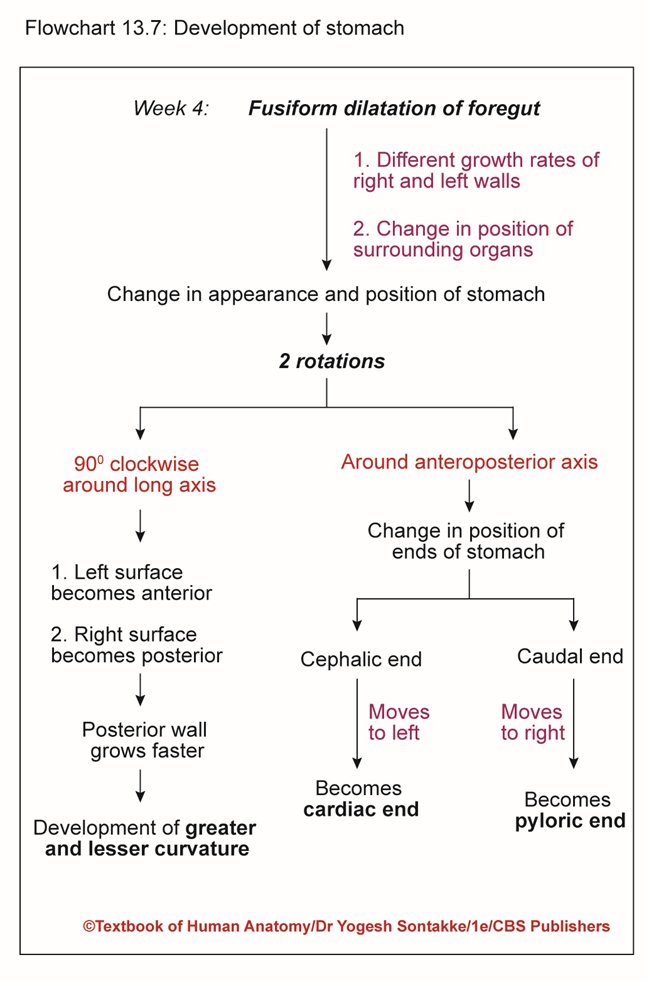 Flowchart 13.7: Development of stomach
Week 4: Fusiform dilatation of foregut
1. Different growth rates of
right and left walls
2. Change in position of
surrounding organs
Change in appearance and position of stomach
2 rotations
90⁰ clockwise
around long axis
1. Left surface
becomes anterior
2. Right surface
becomes posterior
Posterior wall
grows faster
Development of greater
and lesser curvature
Around anteroposterior axis
Change in position of
ends of stomach
Cephalic end
Moves
to left
Becomes
cardiac end
Caudal end
Moves
to right
Becomes
pyloric end
©Textbook of Human Anatomy/Dr Yogesh Sontakke/1e/CBS Publishers